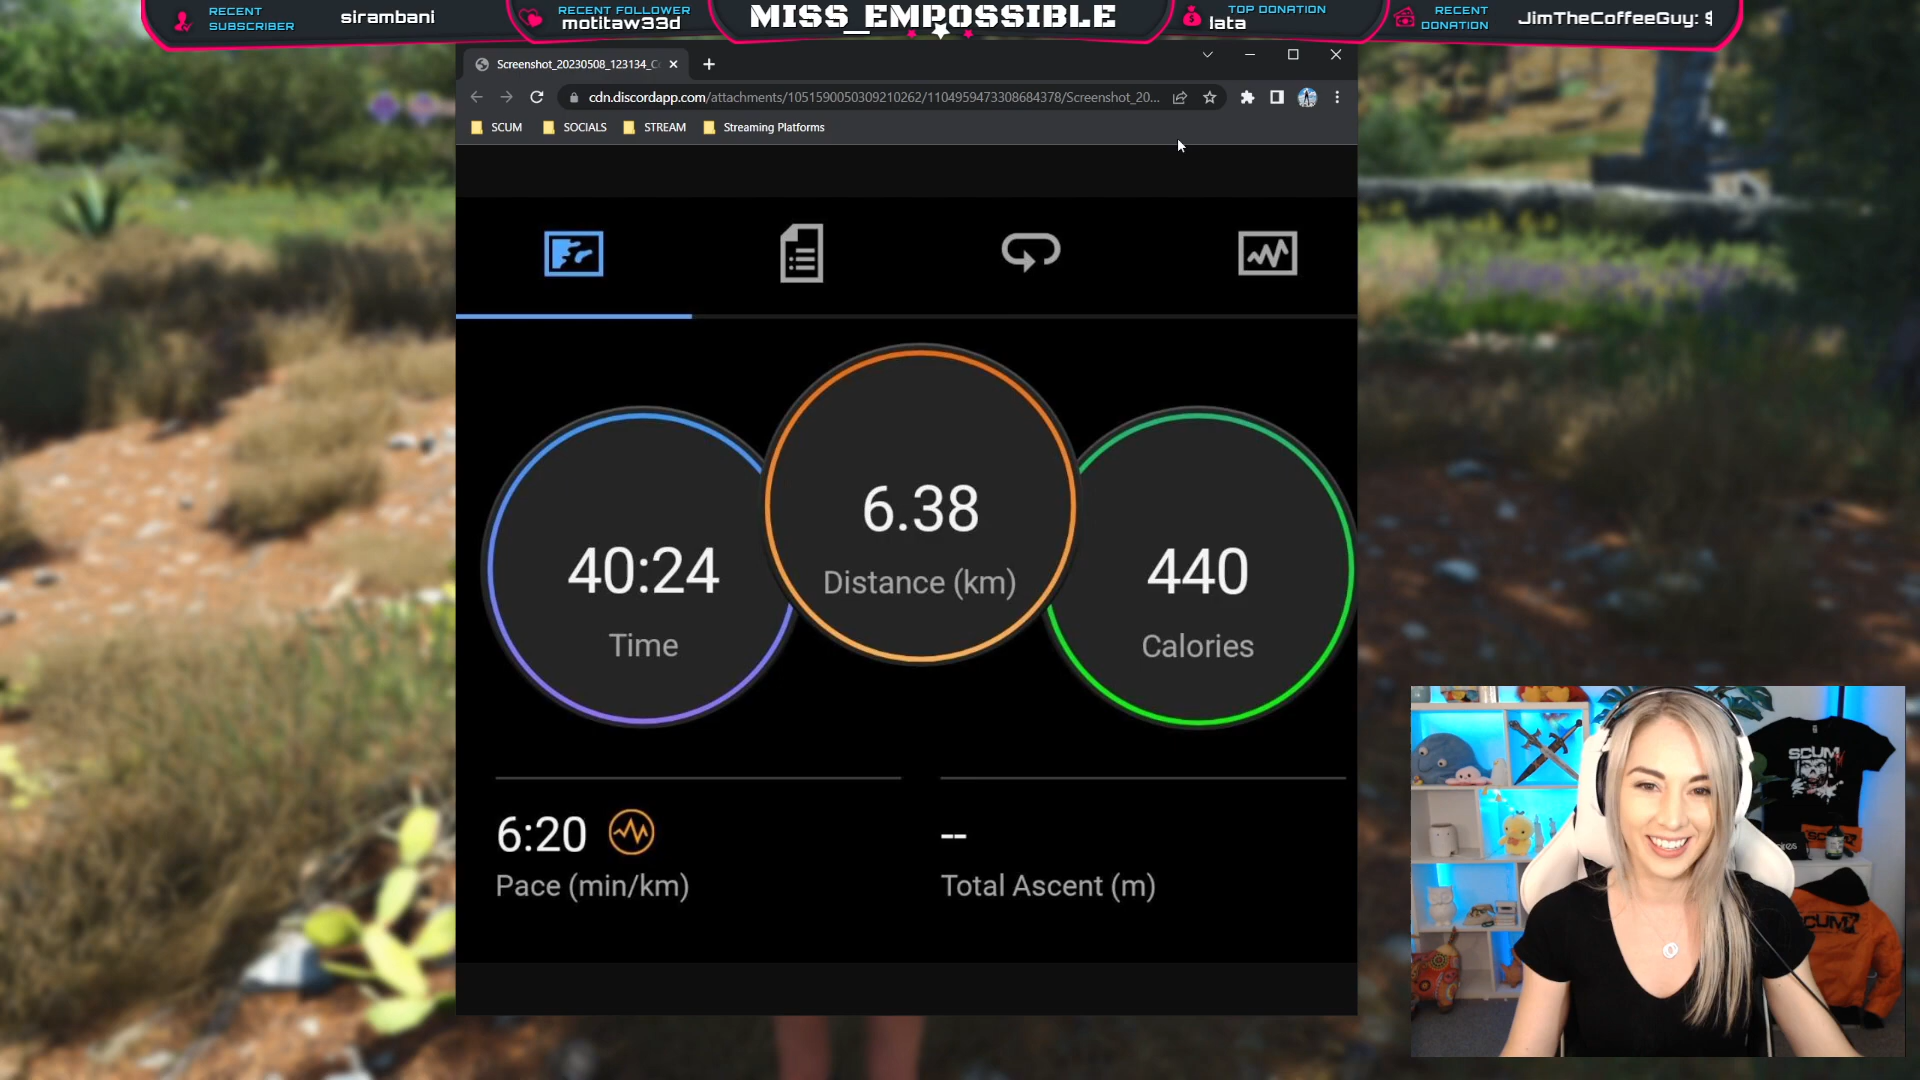 RECENT
SUBSCRIBER
sirambani
RECENT FOLLOWER
motitaw33d
MISS_EMPOSSIBLE
TOP DONATION
lata
RECENT
DONATION
JimTheCoffeeGuy: $
Screenshot_20230508_123134_C
cdn.discordapp.com/attachments/1051590050309210262/1104959473308684378/Screenshot_20...
SCUM
SOCIALS
STREAM
Streaming Platforms
6.38
Distance (km)
40:24
Time
440
Calories
6:20
Pace (min/km)
--
Total Ascent (m)
SCUM
SCUM